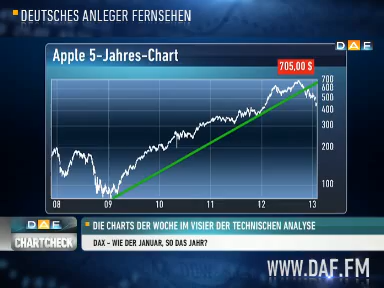 DEUTSCHES ANLEGER FERNSEHEN
DAF
Apple 5-Jahres-Chart
705,00 $
700
600
500
400
300
200
100
08 09 10 11 12 13
DAF
CHARTCHECK
DIE CHARTS DER WOCHE IM VISIER DER TECHNISCHEN ANALYSE
DAX - WIE DER JANUAR, SO DAS JAHR?
WWW.DAF.FM